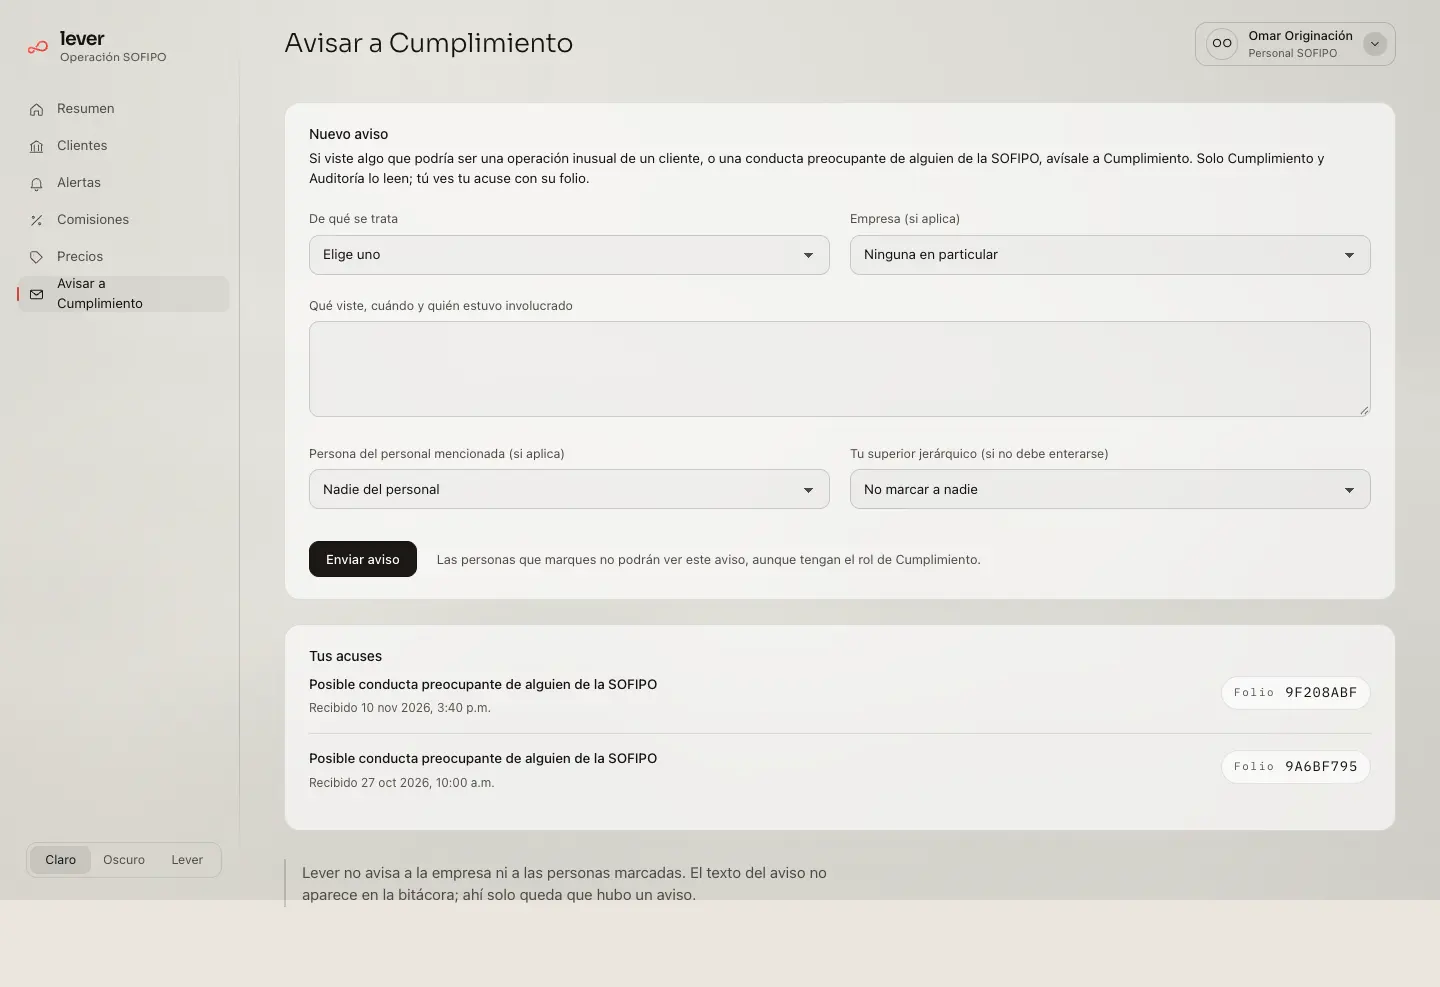 lever
Operación SOFIPO
Resumen
Clientes
Alertas
Comisiones
Precios
Avisar a
Cumplimiento
Claro
Oscuro
Lever
Avisar a Cumplimiento
OO
Omar Originación
Personal SOFIPO
Nuevo aviso
Si viste algo que podría ser una operación inusual de un cliente, o una conducta preocupante de alguien de la SOFIPO, avísale a Cumplimiento. Solo Cumplimiento y
Auditoría lo leen; tú ves tu acuse con su folio.
De qué se trata
Elige uno
Empresa (si aplica)
Ninguna en particular
Qué viste, cuándo y quién estuvo involucrado
Persona del personal mencionada (si aplica)
Nadie del personal
Tu superior jerárquico (si no debe enterarse)
No marcar a nadie
Enviar aviso
Las personas que marques no podrán ver este aviso, aunque tengan el rol de Cumplimiento.
Tus acuses
Posible conducta preocupante de alguien de la SOFIPO
Recibido 10 nov 2026, 3:40 p.m.
Folio 9F208ABF
Posible conducta preocupante de alguien de la SOFIPO
Recibido 27 oct 2026, 10:00 a.m.
Folio 9A6BF795
Lever no avisa a la empresa ni a las personas marcadas. El texto del aviso no
aparece en la bitácora; ahí solo queda que hubo un aviso.